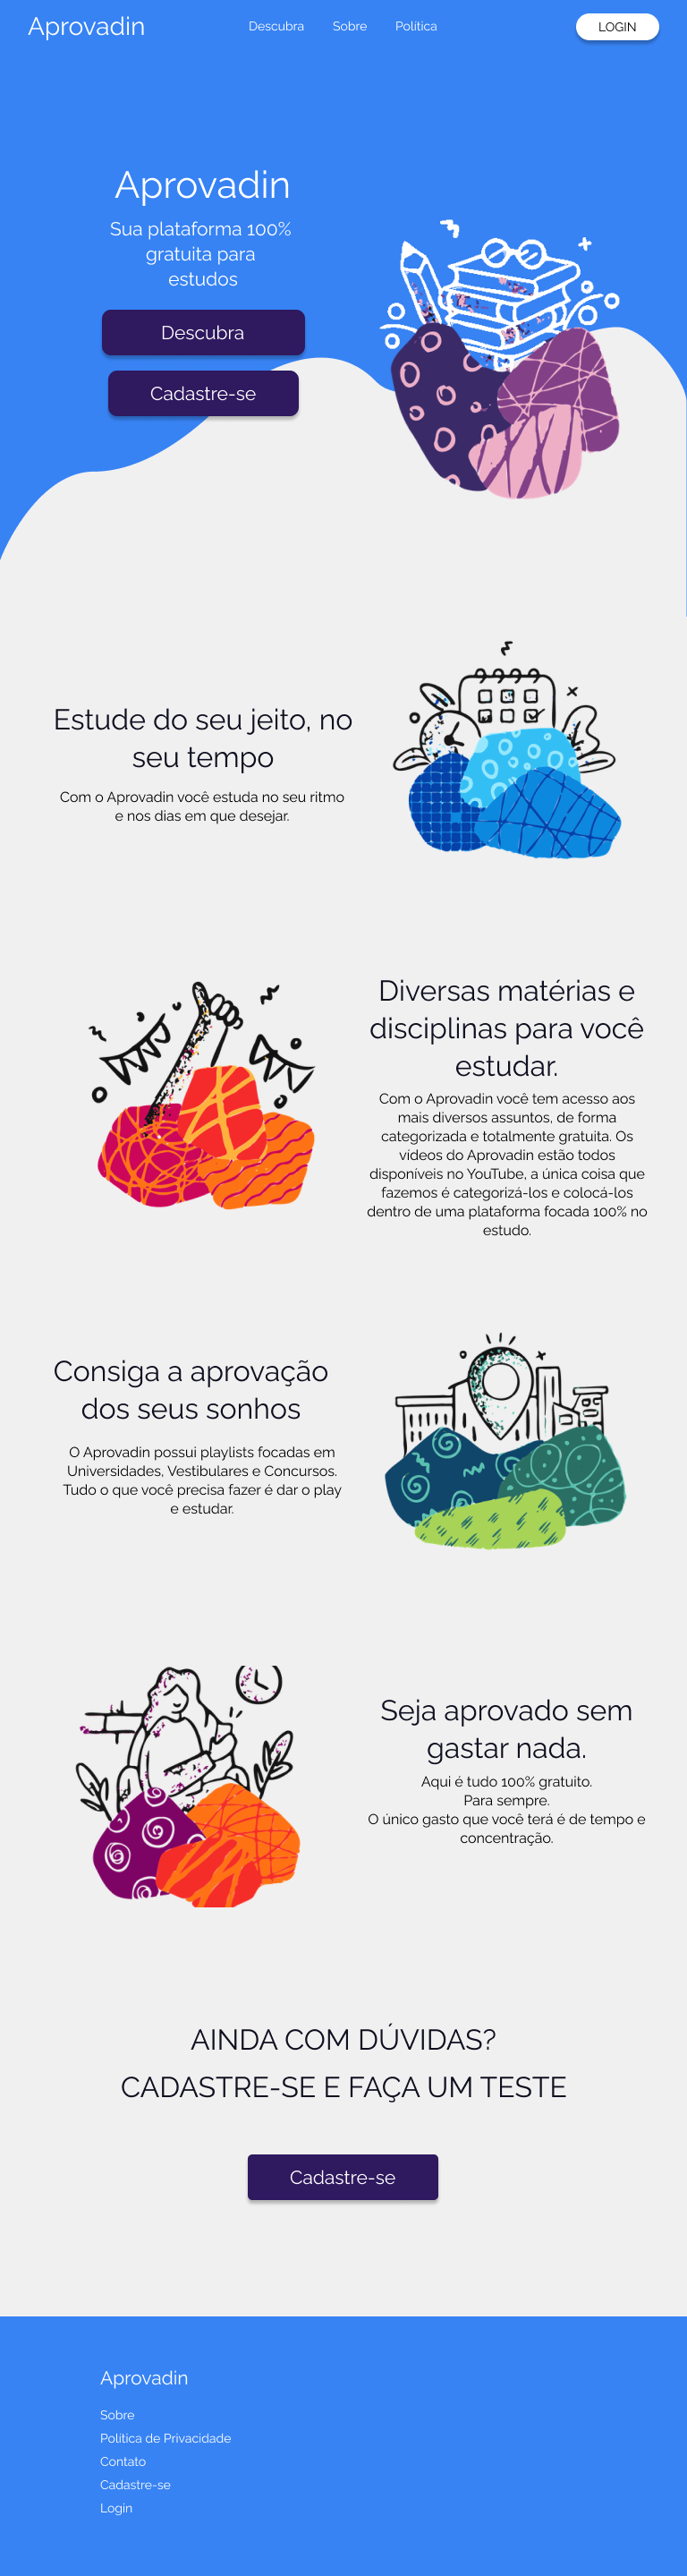 Aprovadin
Descubra
Sobre
Política
LOGIN
Aprovadin
Sua plataforma 100%
gratuita para
estudos
Descubra
Cadastre-se
Estude do seu jeito, no
seu tempo
Com o Aprovadin você estuda no seu ritmo
e nos dias em que desejar.
Diversas matérias e
disciplinas para você
estudar.
Com o Aprovadin você tem acesso aos
mais diversos assuntos, de forma
categorizada e totalmente gratuita. Os
vídeos do Aprovadin estão todos
disponíveis no YouTube, a única coisa que
fazemos é categorizá-los e colocá-los
dentro de uma plataforma focada 100% no
estudo.
Consiga a aprovação
dos seus sonhos
O Aprovadin possui playlists focadas em
Universidades, Vestibulares e Concursos.
Tudo o que você precisa fazer é dar o play
e estudar.
Seja aprovado sem
gastar nada.
Aqui é tudo 100% gratuito.
Para sempre.
O único gasto que você terá é de tempo e
concentração.
AINDA COM DÚVIDAS?
CADASTRE-SE E FAÇA UM TESTE
Cadastre-se
Aprovadin
Sobre
Política de Privacidade
Contato
Cadastre-se
Login